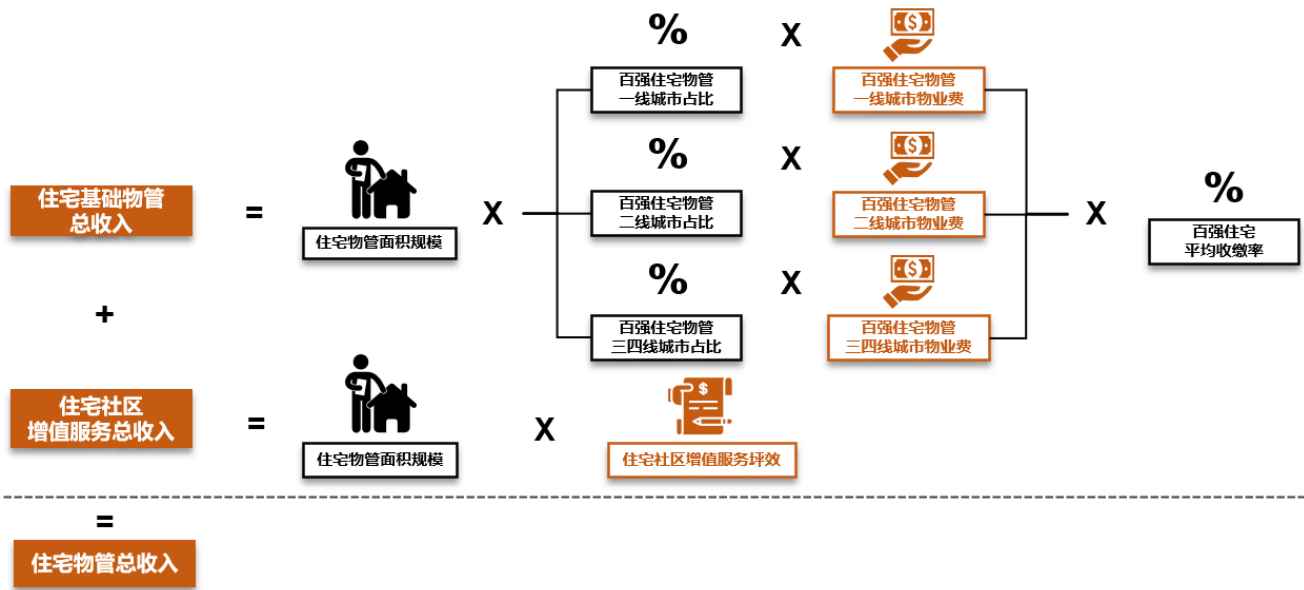 %
X
$
百强住宅物管
一线城市占比
百强住宅物管
一线城市物业费
住宅基础物管
总收入
=
住宅物管面积规模
X
%
X
$
百强住宅物管
二线城市占比
百强住宅物管
二线城市物业费
X
%
百强住宅
平均收缴率
%
X
$
百强住宅物管
三四线城市占比
百强住宅物管
三四线城市物业费
+
住宅社区
增值服务总收入
=
住宅物管面积规模
X
$
住宅社区增值服务坪效
=
住宅物管总收入